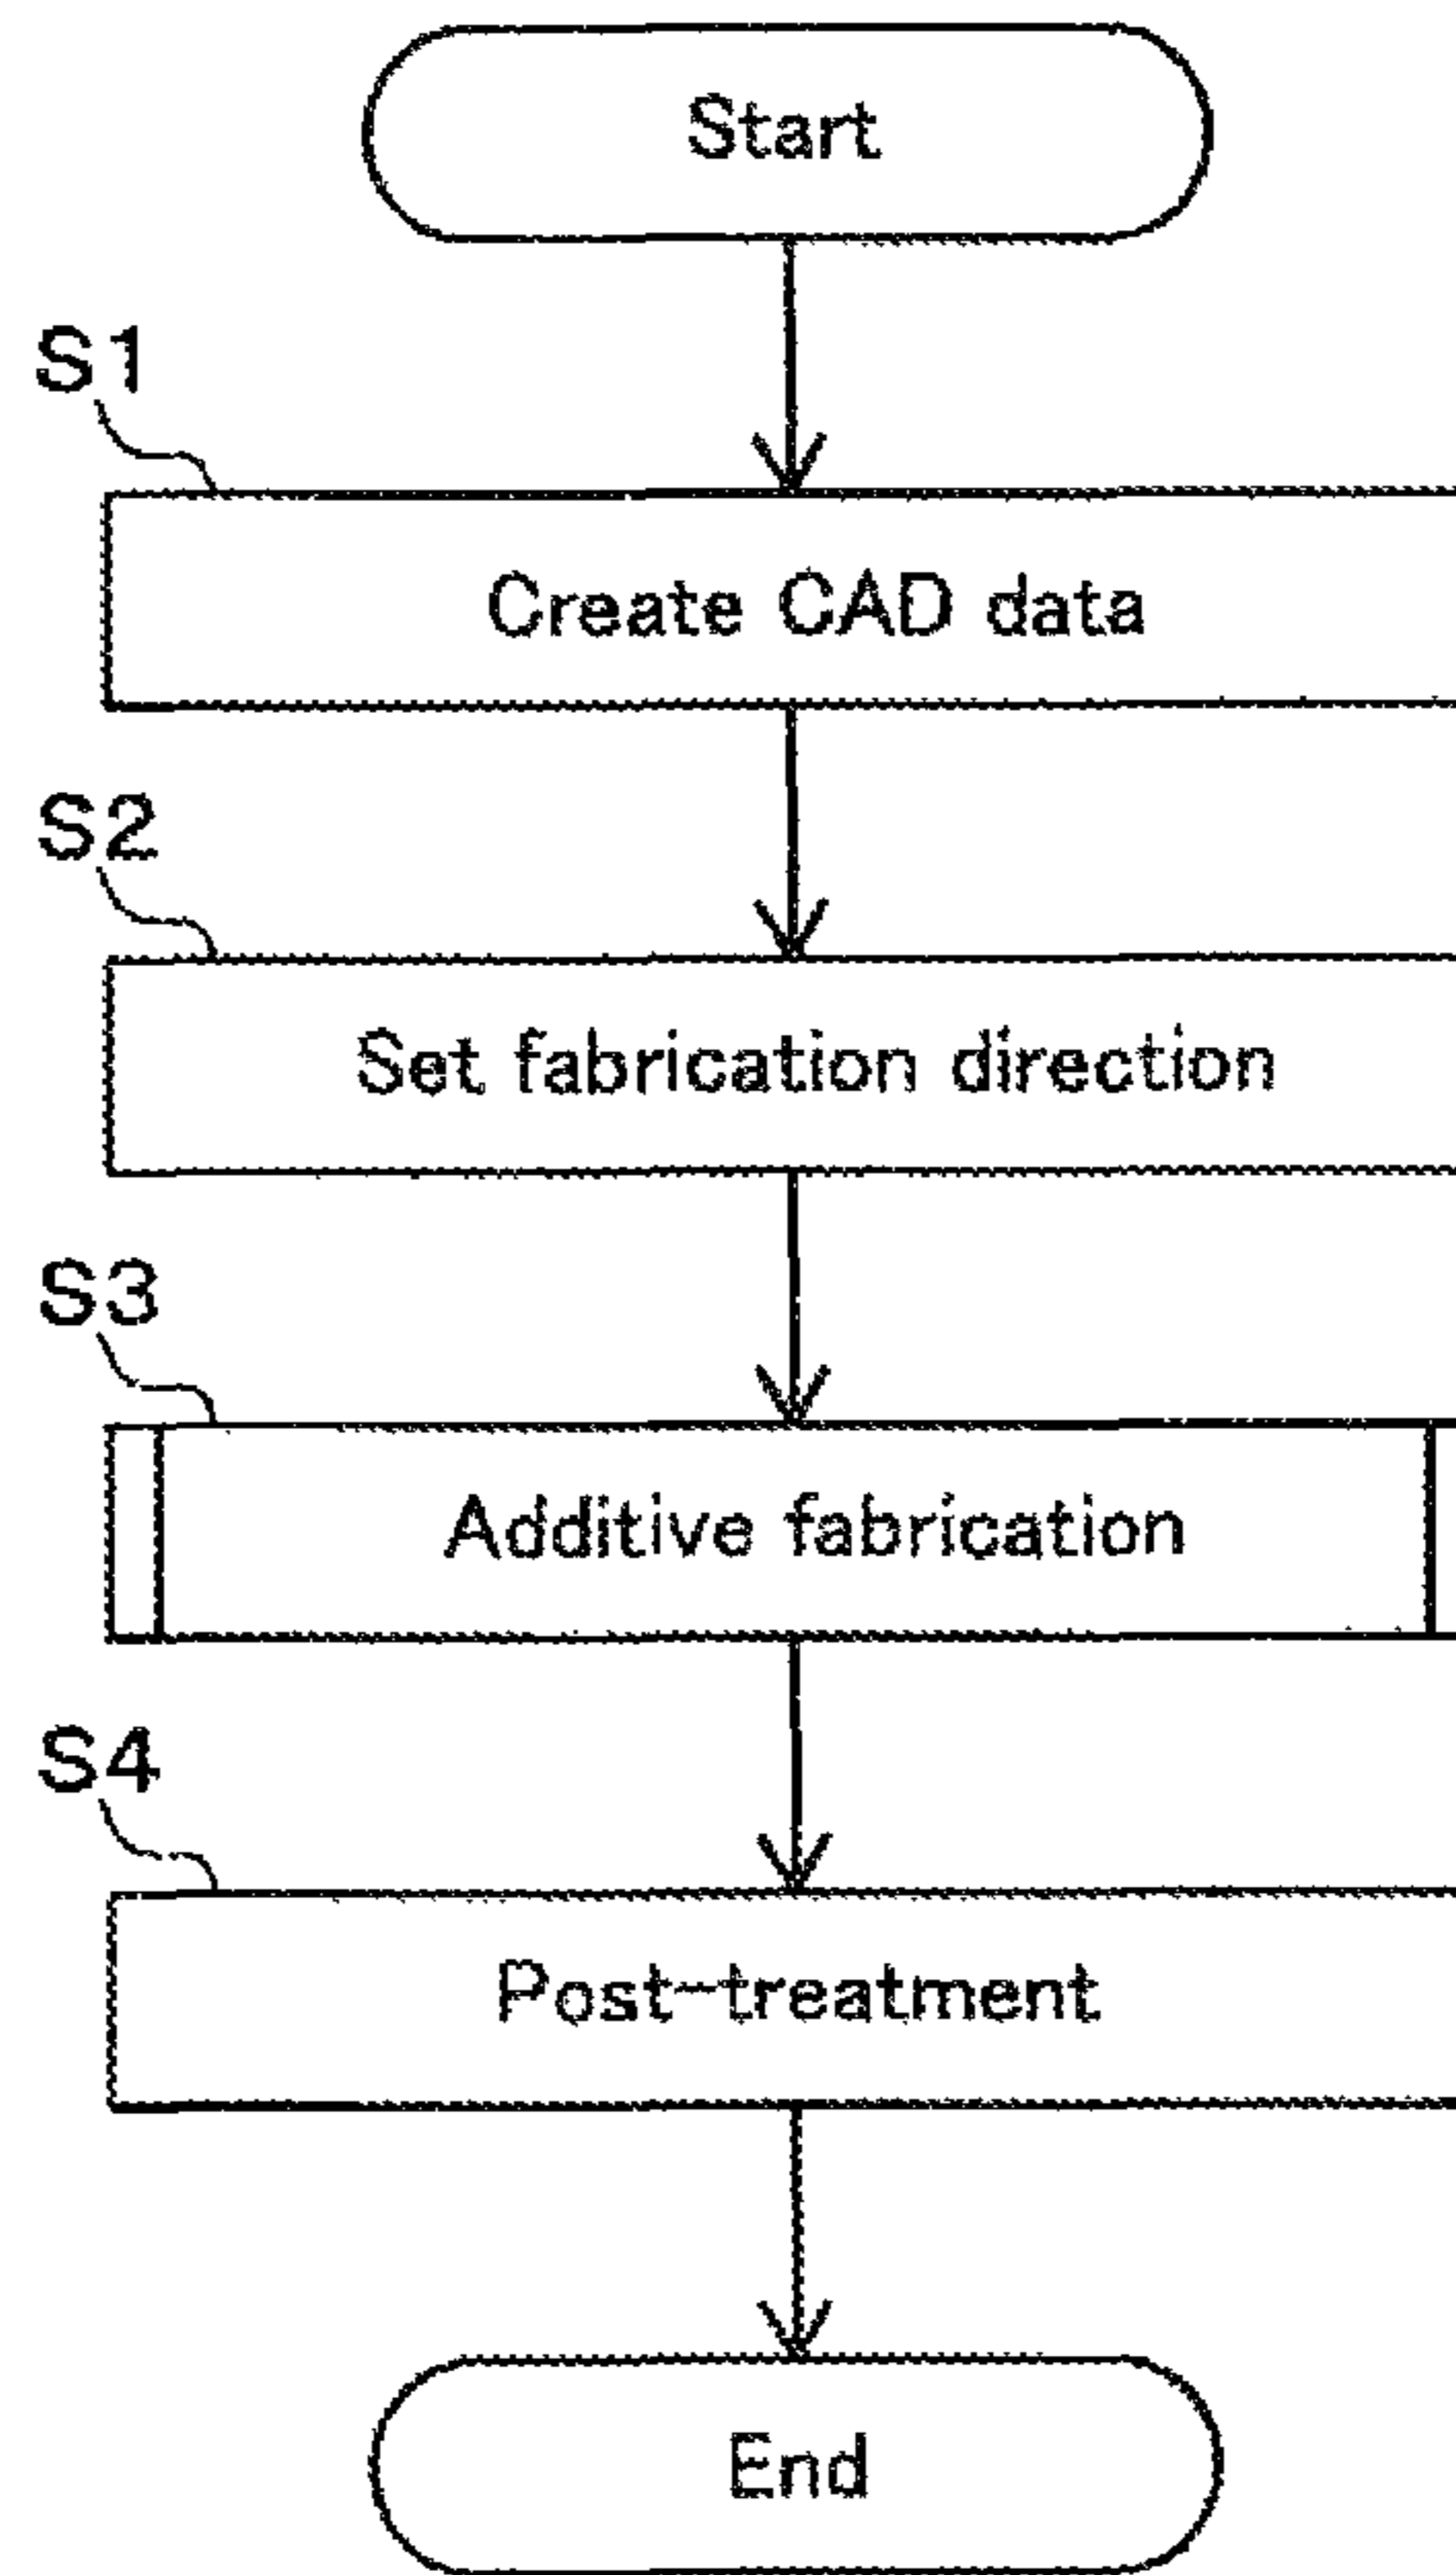 Start
S1
Create CAD data
S2
Set fabrication direction
S3
Additive fabrication
S4
Post-treatment
End